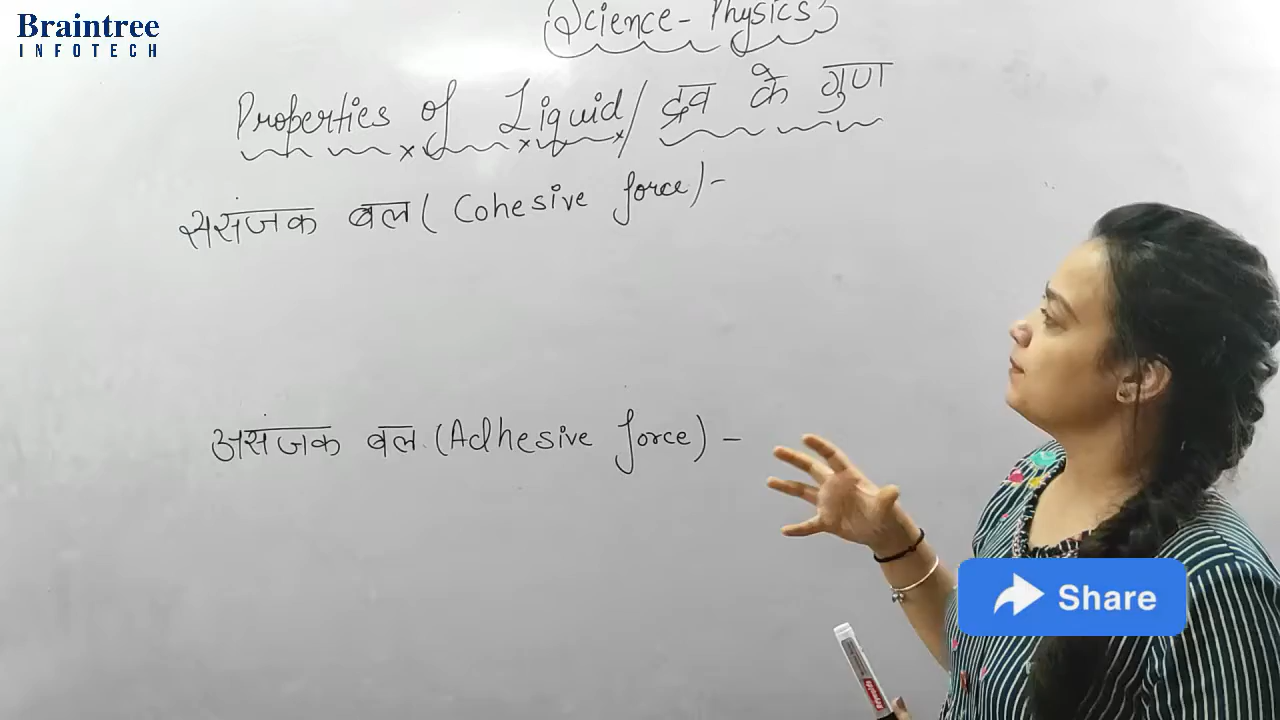 Braintree
INFOTECH
Science - Physics
Properties of Liquid / द्रव के गुण
ससंजक बल ( Cohesive force) -
असंजक बल (Adhesive force) -
Share